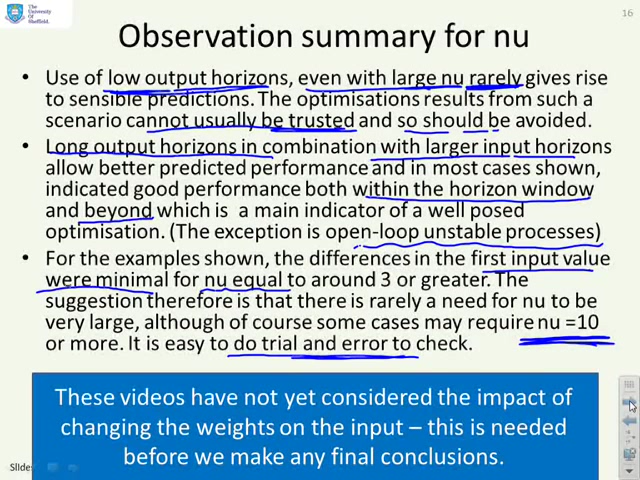 The
University
Of
Sheffield.
16
Observation summary for nu
• Use of low output horizons, even with large nu rarely gives rise
to sensible predictions. The optimisations results from such a
scenario cannot usually be trusted and so should be avoided.
• Long output horizons in combination with larger input horizons
allow better predicted performance and in most cases shown,
indicated good performance both within the horizon window
and beyond which is a main indicator of a well posed
optimisation. (The exception is open-loop unstable processes)
• For the examples shown, the differences in the first input value
were minimal for nu equal to around 3 or greater. The
suggestion therefore is that there is rarely a need for nu to be
very large, although of course some cases may require nu =10
or more. It is easy to do trial and error to check.
These videos have not yet considered the impact of
changing the weights on the input – this is needed
before we make any final conclusions.
Slides